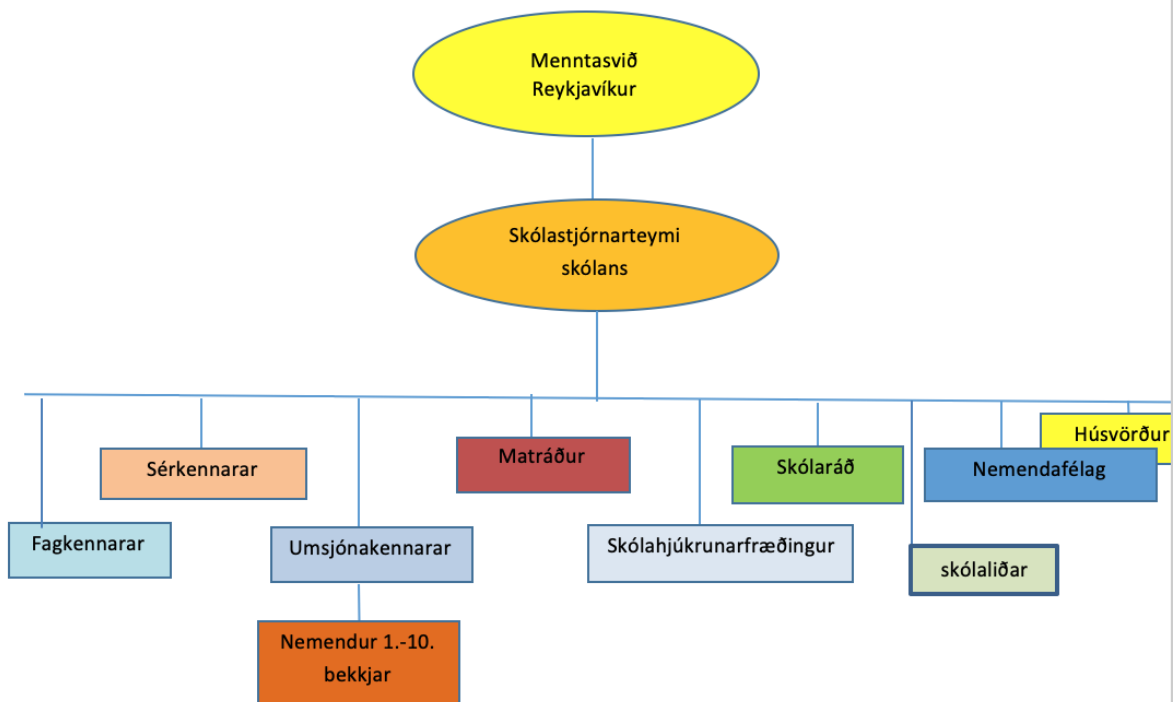 Menntasvið
Reykjavíkur
Skólastjórnarteymi
skólans
Húsvörður
Sérkennarar
Matráður
Skólaráð
Nemendafélag
Fagkennarar
Umsjónakennarar
Skólahjúkrunarfræðingur
skólaliðar
Nemendur 1.-10.
bekkjar